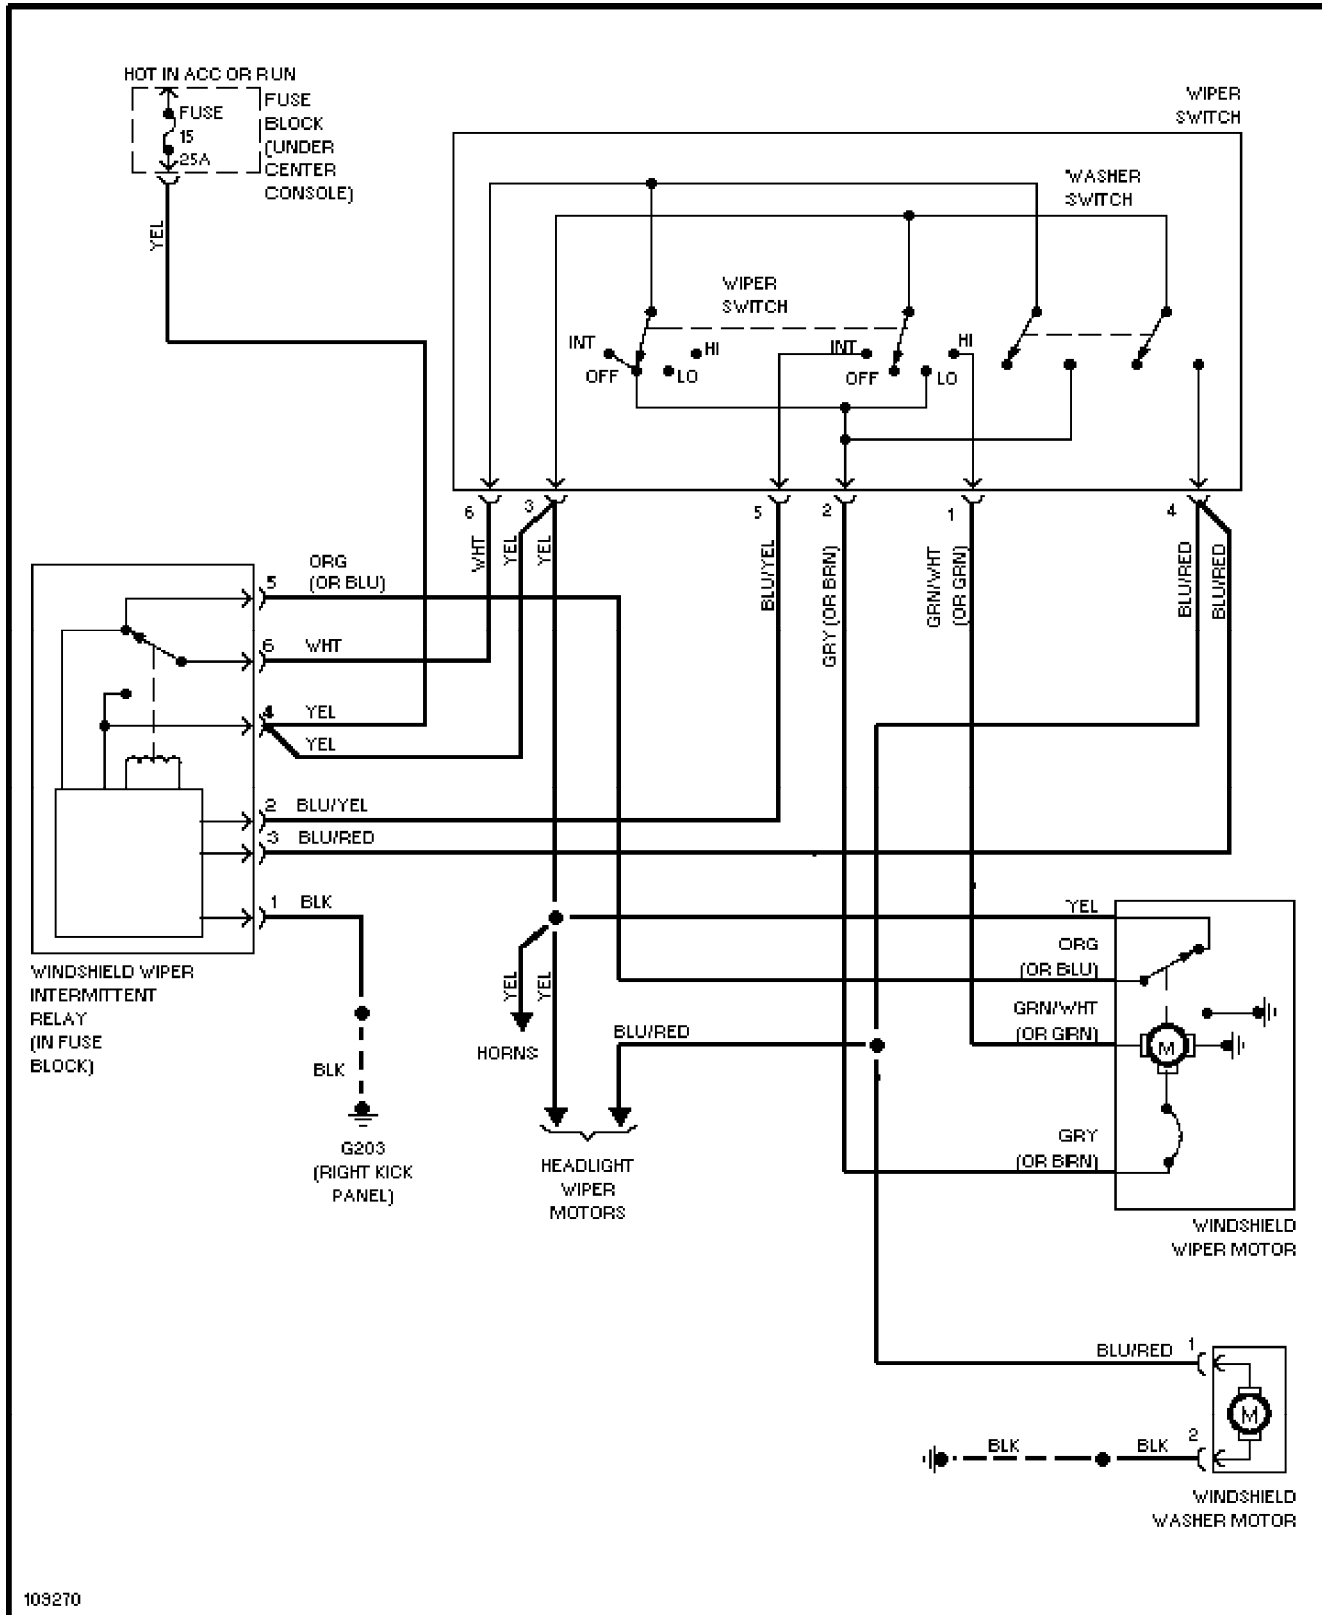 HOT IN ACC OR RUN
FUSE
15
25A
FUSE
BLOCK
(UNDER
CENTER
CONSOLE)
YEL
WIPER
SWITCH
WASHER
SWITCH
WIPER
SWITCH
INT
OFF
LO
HI
INT
OFF
LO
HI
6
3
5
2
1
4
WHT
YEL
YEL
BLU/YEL
GRY (OR BRN)
GRN/WHT
(OR GRN)
BLU/RED
BLU/RED
5
ORG
(OR BLU)
6
WHT
4
YEL
YEL
2
BLU/YEL
3
BLU/RED
1
BLK
WINDSHIELD WIPER
INTERMITTENT
RELAY
(IN FUSE
BLOCK)
BLK
G203
(RIGHT KICK
PANEL)
YEL
YEL
HORNS
BLU/RED
HEADLIGHT
WIPER
MOTORS
YEL
ORG
(OR BLU)
GRN/WHT
(OR GRN)
M
GRY
(OR BRN)
WINDSHIELD
WIPER MOTOR
BLU/RED
1
M
BLK
BLK
2
WINDSHIELD
WASHER MOTOR
109270